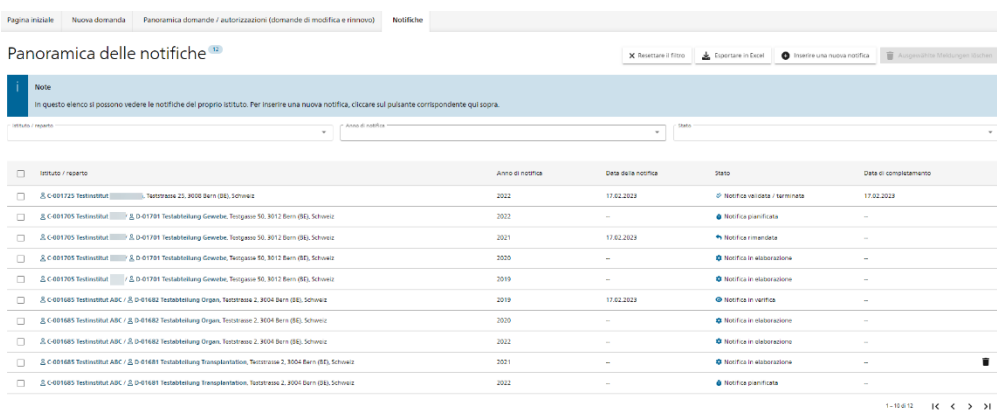 Pagina iniziale Nuova domanda Panoramica domande / autorizzazioni (domande di modifica e rinnovo) Notifiche
Panoramica delle notifiche 12
Resettare il filtro Esportare in Excel Inserire una nuova notifica Ausgewählte Meldungen löschen
i Note
In questo elenco si possono vedere le notifiche del proprio istituto. Per inserire una nuova notifica, cliccare sul pulsante corrispondente qui sopra.
Istituto / reparto Anno di notifica Stato
Istituto / reparto Anno di notifica Data della notifica Stato Data di completamento
C-001725 Testinstitut , Teststrasse 25, 3008 Bern (BE), Schweiz 2022 17.02.2023 Notifica validata / terminata 17.02.2023
C-001705 Testinstitut / D-01701 Testabteilung Gewebe, Testgasse 50, 3012 Bern (BE), Schweiz 2022 -- Notifica pianificata --
C-001705 Testinstitut / D-01701 Testabteilung Gewebe, Testgasse 50, 3012 Bern (BE), Schweiz 2021 17.02.2023 Notifica rimandata --
C-001705 Testinstitut / D-01701 Testabteilung Gewebe, Testgasse 50, 3012 Bern (BE), Schweiz 2020 -- Notifica in elaborazione --
C-001705 Testinstitut / D-01701 Testabteilung Gewebe, Testgasse 50, 3012 Bern (BE), Schweiz 2019 -- Notifica in elaborazione --
C-001685 Testinstitut ABC / D-01682 Testabteilung Organ, Teststrasse 2, 3004 Bern (BE), Schweiz 2019 17.02.2023 Notifica in verifica --
C-001685 Testinstitut ABC / D-01682 Testabteilung Organ, Teststrasse 2, 3004 Bern (BE), Schweiz 2020 -- Notifica in elaborazione --
C-001685 Testinstitut ABC / D-01682 Testabteilung Organ, Teststrasse 2, 3004 Bern (BE), Schweiz 2022 -- Notifica in elaborazione --
C-001685 Testinstitut ABC / D-01681 Testabteilung Transplantation, Teststrasse 2, 3004 Bern (BE), Schweiz 2021 -- Notifica in elaborazione --
C-001685 Testinstitut ABC / D-01681 Testabteilung Transplantation, Teststrasse 2, 3004 Bern (BE), Schweiz 2022 -- Notifica pianificata --
1 – 10 di 12